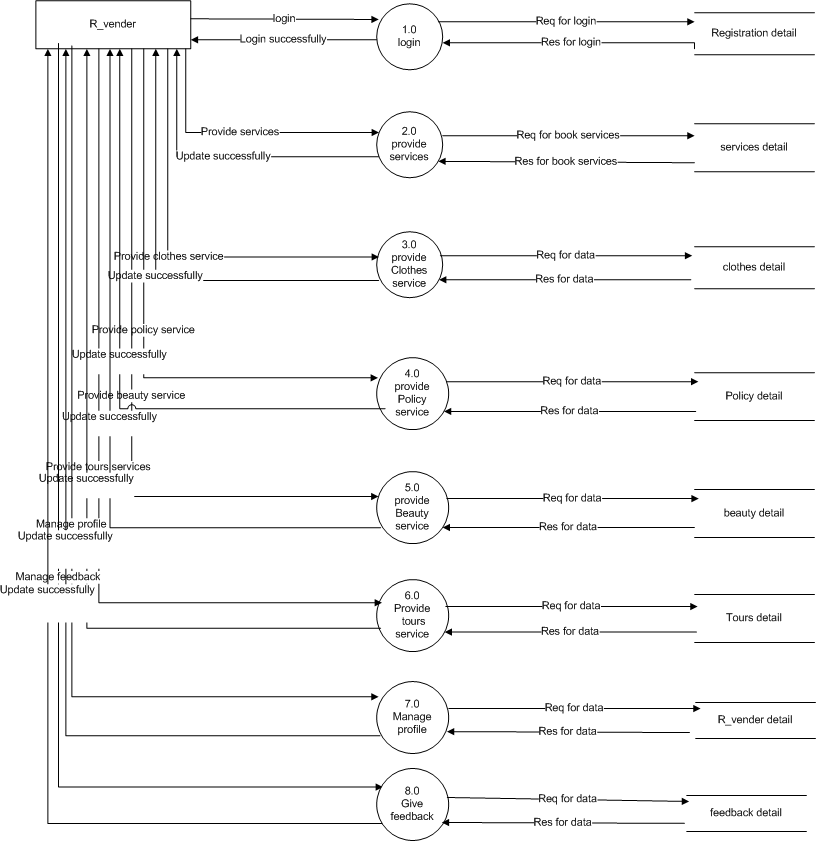 R_vender
login
Login successfully
1.0
login
Req for login
Res for login
Registration detail
Provide services
Update successfully
2.0
provide
services
Req for book services
Res for book services
services detail
Provide clothes service
Update successfully
3.0
provide
Clothes
service
Req for data
Res for data
clothes detail
Provide policy service
Update successfully
4.0
provide
Policy
service
Req for data
Res for data
Policy detail
Provide beauty service
Update successfully
5.0
provide
Beauty
service
Req for data
Res for data
beauty detail
Provide tours services
Update successfully
6.0
Provide
tours
service
Req for data
Res for data
Tours detail
Manage profile
Update successfully
7.0
Manage
profile
Req for data
Res for data
R_vender detail
Manage feedback
Update successfully
8.0
Give
feedback
Req for data
Res for data
feedback detail